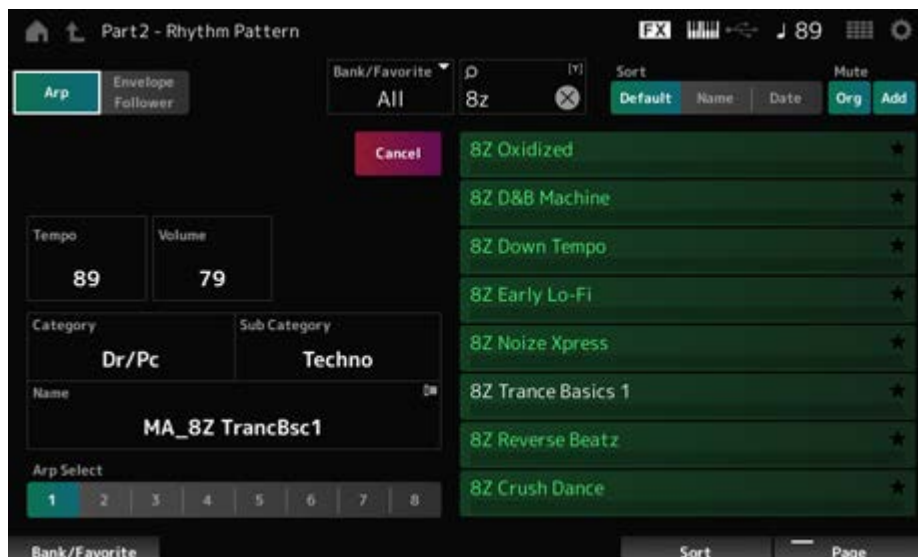 Part2 - Rhythm Pattern
FX
♩ 89
Arp
Envelope
Follower
Bank/Favorite
All
[Y]
8z
Sort
Default
Name
Date
Mute
Org
Add
Cancel
Tempo
89
Volume
79
Category
Dr/Pc
Sub Category
Techno
Name
MA_8Z TrancBsc1
Arp Select
1 2 3 4 5 6 7 8
8Z Oxidized
8Z D&B Machine
8Z Down Tempo
8Z Early Lo-Fi
8Z Noize Xpress
8Z Trance Basics 1
8Z Reverse Beatz
8Z Crush Dance
Bank/Favorite
Sort
Page